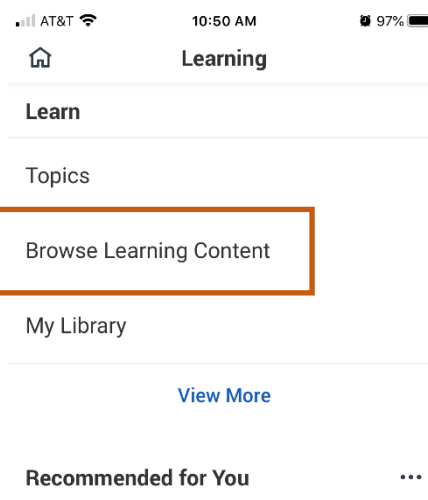 AT&T 10:50 AM 97%
Learning
Learn
Topics
Browse Learning Content
My Library
View More
Recommended for You